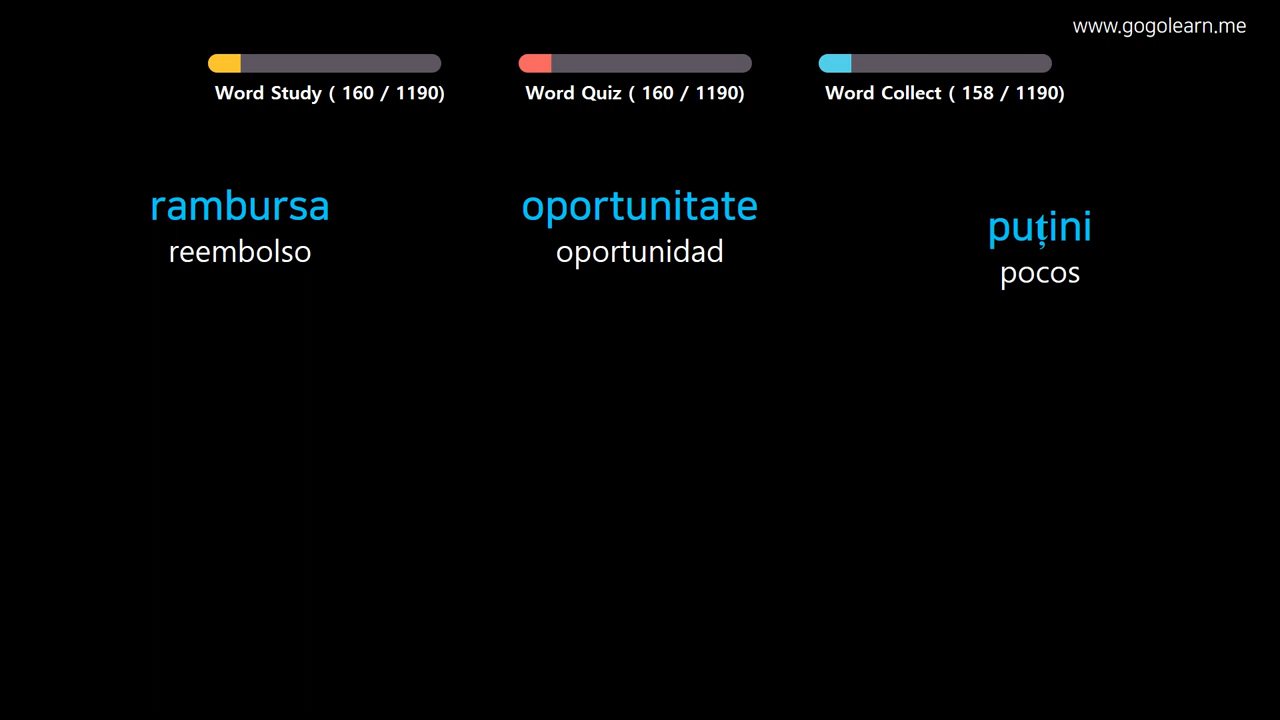 www.gogolearn.me
Word Study ( 160 / 1190)
Word Quiz ( 160 / 1190)
Word Collect ( 158 / 1190)
rambursa
reembolso
oportunitate
oportunidad
puțini
pocos